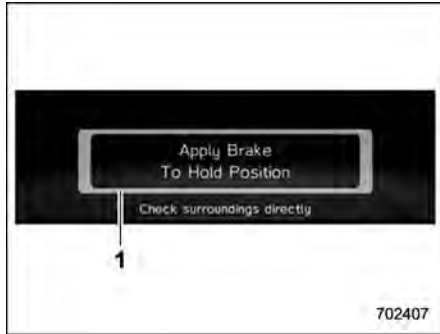 Apply Brake
To Hold Position
Check surroundings directly
1
702407